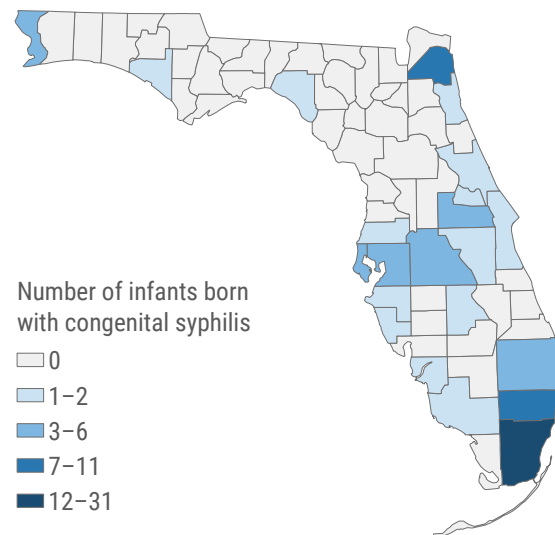 Number of infants born
with congenital syphilis
0
1–2
3–6
7–11
12–31